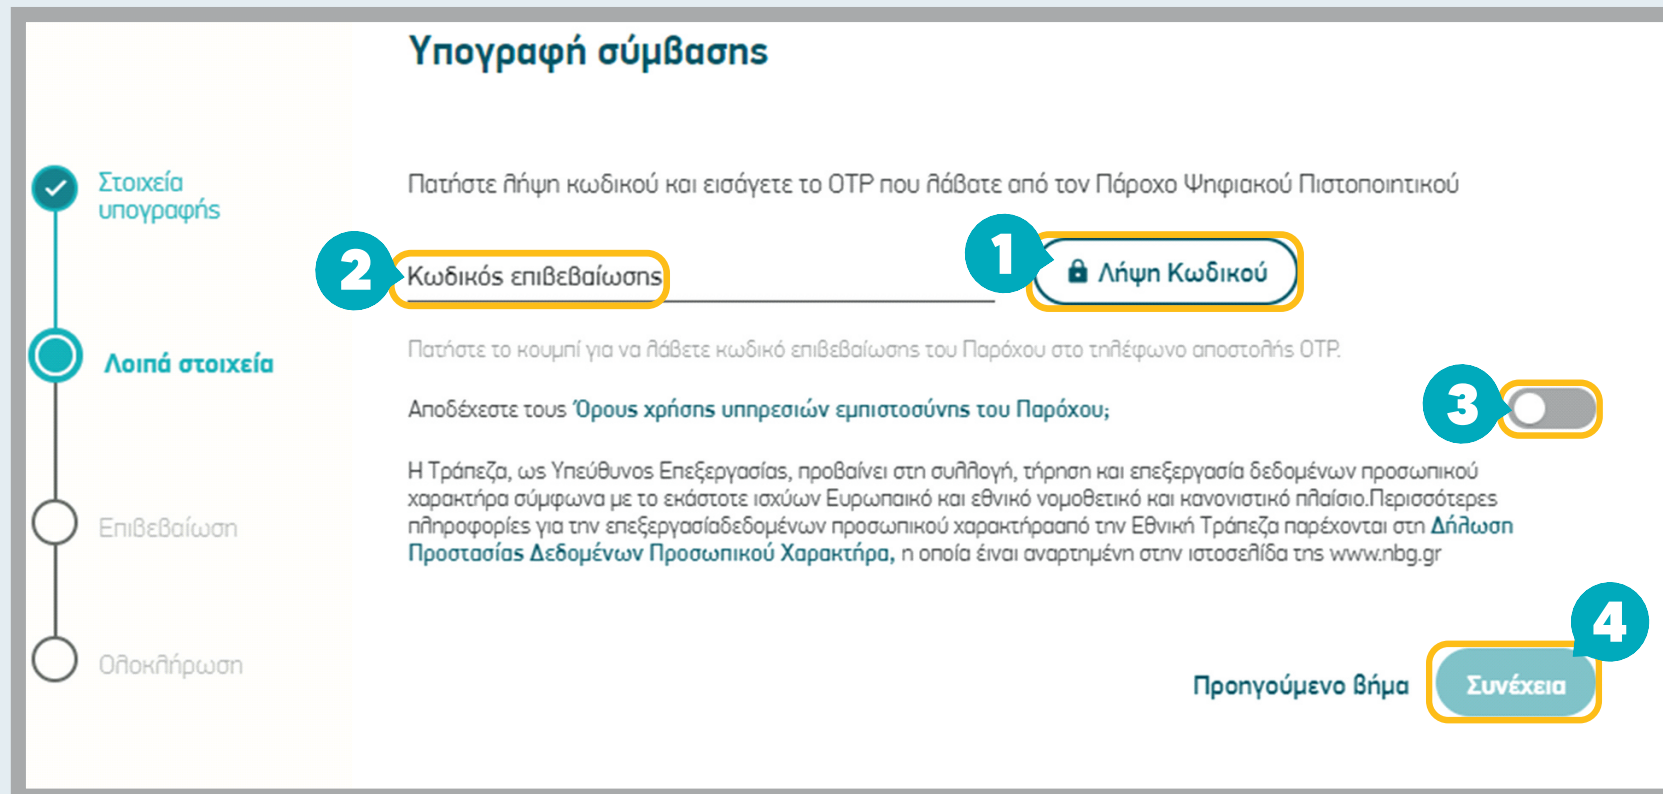 Υπογραφή σύμβασης
Στοιχεία
υπογραφής
Πατήστε λήψη κωδικού και εισάγετε το OTP που λάβατε από τον Πάροχο Ψηφιακού Πιστοποιητικού
1
2
Κωδικός επιβεβαίωσης
Λήψη Κωδικού
Λοιπά στοιχεία
Πατήστε το κουμπί για να λάβετε κωδικό επιβεβαίωσης του Παρόχου στο τηλέφωνο αποστολής OTP.
Αποδέχεστε τους Όρους χρήσης υπηρεσιών εμπιστοσύνης του Παρόχου;
3
Η Τράπεζα, ως Υπεύθυνος Επεξεργασίας, προβαίνει στη συλλογή, τήρηση και επεξεργασία δεδομένων προσωπικού
χαρακτήρα σύμφωνα με το εκάστοτε ισχύων Ευρωπαικό και εθνικό νομοθετικό και κανονιστικό πλαίσιο.Περισσότερες
πληροφορίες για την επεξεργασίαδεδομένων προσωπικού χαρακτήρααπό την Εθνική Τράπεζα παρέχονται στη Δήλωση
Προστασίας Δεδομένων Προσωπικού Χαρακτήρα, η οποία έιναι αναρτημένη στην ιστοσελίδα της www.nbg.gr
Επιβεβαίωση
4
Ολοκλήρωση
Προηγούμενο βήμα
Συνέχεια